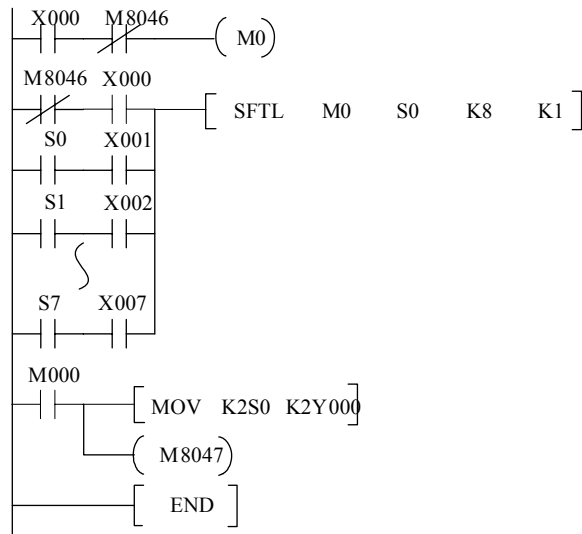 X000 M8046
M0
M8046 X000
SFTL M0 S0 K8 K1
S0 X001
S1 X002
S7 X007
M000
MOV K2S0 K2Y000
M8047
END